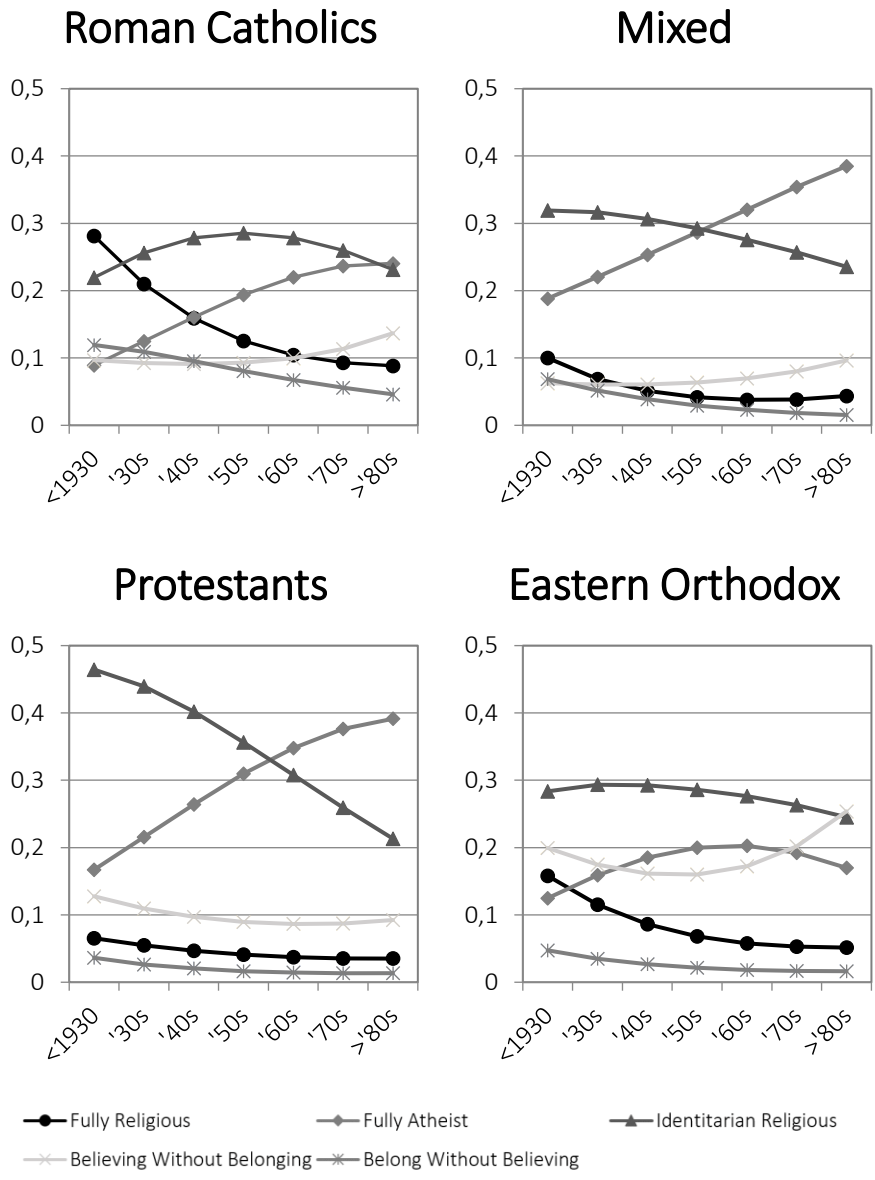 Roman Catholics
Mixed
0,5
0,4
0,3
0,2
0,1
0
<1930
'30s
'40s
'50s
'60s
'70s
>'80s
0,5
0,4
0,3
0,2
0,1
0
<1930
'30s
'40s
'50s
'60s
'70s
>'80s
Protestants
Eastern Orthodox
0,5
0,4
0,3
0,2
0,1
0
<1930
'30s
'40s
'50s
'60s
'70s
>'80s
0,5
0,4
0,3
0,2
0,1
0
<1930
'30s
'40s
'50s
'60s
'70s
>'80s
Fully Religious
Fully Atheist
Identitarian Religious
Believing Without Belonging
Belong Without Believing